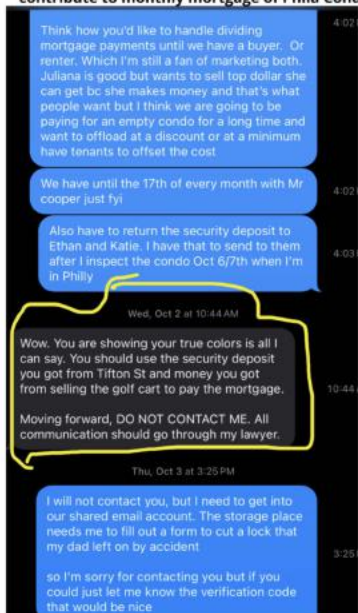 contribute to monthly mortgage of Phila Cond
4:02
Think how you'd like to handle dividing
mortgage payments until we have a buyer. Or
renter. Which I'm still a fan of marketing both.
Juliana is good but wants to sell top dollar she
can get bc she makes money and that's what
people want but I think we are going to be
paying for an empty condo for a long time and
want to offload at a discount or at a minimum
have tenants to offset the cost
We have until the 17th of every month with Mr
cooper just fyi
4:02
Also have to return the security deposit to
Ethan and Katie. I have that to send to them
after I inspect the condo Oct 6/7th when I'm
in Philly
4:03
Wed, Oct 2 at 10:44 AM
Wow. You are showing your true colors is all I
can say. You should use the security deposit
you got from Tifton St and money you got
from selling the golf cart to pay the mortgage.
10:44
Moving forward, DO NOT CONTACT ME. All
communication should go through my lawyer.
Thu, Oct 3 at 3:25 PM
I will not contact you, but I need to get into
our shared email account. The storage place
needs me to fill out a form to cut a lock that
my dad left on by accident
3:25
so I'm sorry for contacting you but if you
could just let me know the verification code
that would be nice